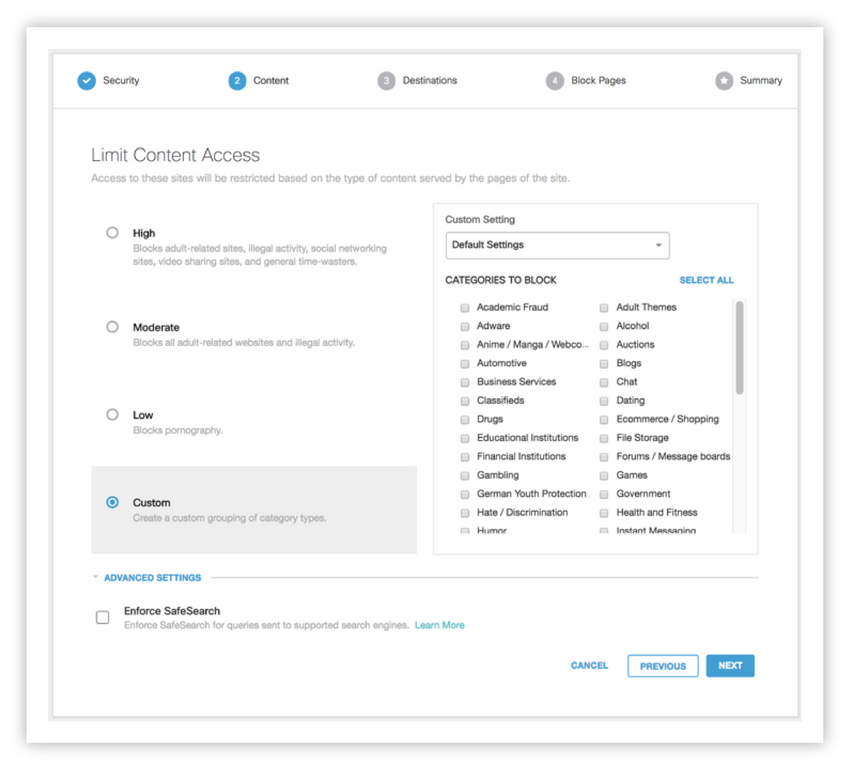 Security
2
Content
3
Destinations
4
Block Pages
Summary
Limit Content Access
Access to these sites will be restricted based on the type of content served by the pages of the site.
High
Blocks adult-related sites, illegal activity, social networking
sites, video sharing sites, and general time-wasters.
Moderate
Blocks all adult-related websites and illegal activity.
Low
Blocks pornography.
Custom
Create a custom grouping of category types.
Custom Setting
Default Settings
CATEGORIES TO BLOCK
SELECT ALL
Academic Fraud
Adult Themes
Adware
Alcohol
Anime / Manga / Webco...
Auctions
Automotive
Blogs
Business Services
Chat
Classifieds
Dating
Drugs
Ecommerce / Shopping
Educational Institutions
File Storage
Financial Institutions
Forums / Message boards
Gambling
Games
German Youth Protection
Government
Hate / Discrimination
Health and Fitness
Humor
Instant Messaging
ADVANCED SETTINGS
Enforce SafeSearch
Enforce SafeSearch for queries sent to supported search engines. Learn More
CANCEL
PREVIOUS
NEXT